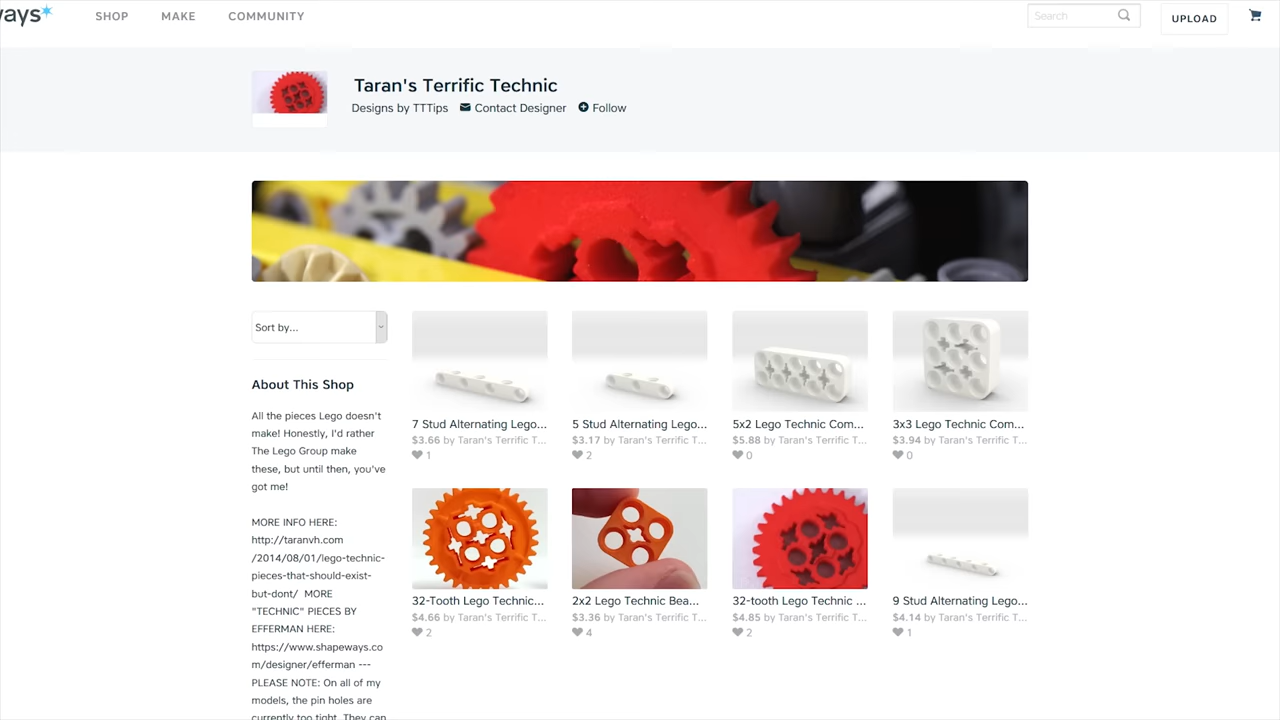 ways
SHOP
MAKE
COMMUNITY
Search
UPLOAD
Taran's Terrific Technic
Designs by TTTips
Contact Designer
Follow
Sort by...
About This Shop
All the pieces Lego doesn't
make! Honestly, I'd rather
The Lego Group make
these, but until then, you've
got me!
MORE INFO HERE:
http://taranvh.com
/2014/08/01/lego-technic-
pieces-that-should-exist-
but-dont/ MORE
"TECHNIC" PIECES BY
EFFERMAN HERE:
https://www.shapeways.co
m/designer/efferman ---
PLEASE NOTE: On all of my
models, the pin holes are
currently too tight. They can
7 Stud Alternating Lego...
$3.66 by Taran's Terrific T...
1
5 Stud Alternating Lego...
$3.17 by Taran's Terrific T...
2
5x2 Lego Technic Com...
$5.88 by Taran's Terrific T...
0
3x3 Lego Technic Com...
$3.94 by Taran's Terrific T...
0
32-Tooth Lego Technic...
$4.66 by Taran's Terrific T...
2
2x2 Lego Technic Bea...
$3.36 by Taran's Terrific T...
4
32-tooth Lego Technic ...
$4.85 by Taran's Terrific T...
2
9 Stud Alternating Lego...
$4.14 by Taran's Terrific T...
1